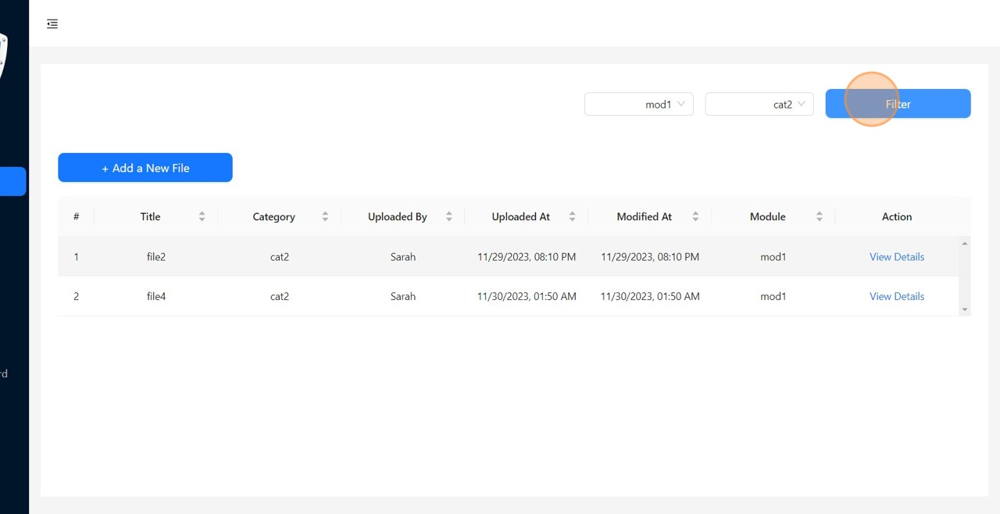 mod1 cat2 Filter
+ Add a New File
# Title Category Uploaded By Uploaded At Modified At Module Action
1 file2 cat2 Sarah 11/29/2023, 08:10 PM 11/29/2023, 08:10 PM mod1 View Details
2 file4 cat2 Sarah 11/30/2023, 01:50 AM 11/30/2023, 01:50 AM mod1 View Details
rd